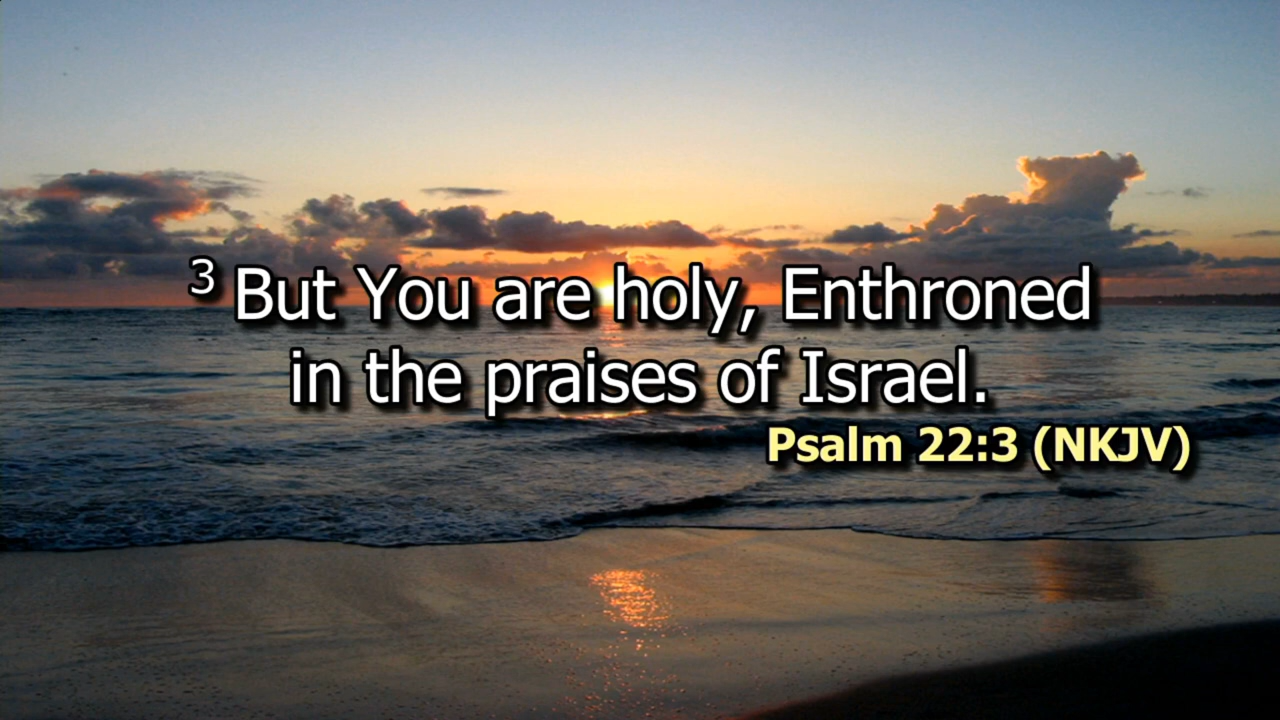 3 But You are holy, Enthroned
in the praises of Israel.
Psalm 22:3 (NKJV)